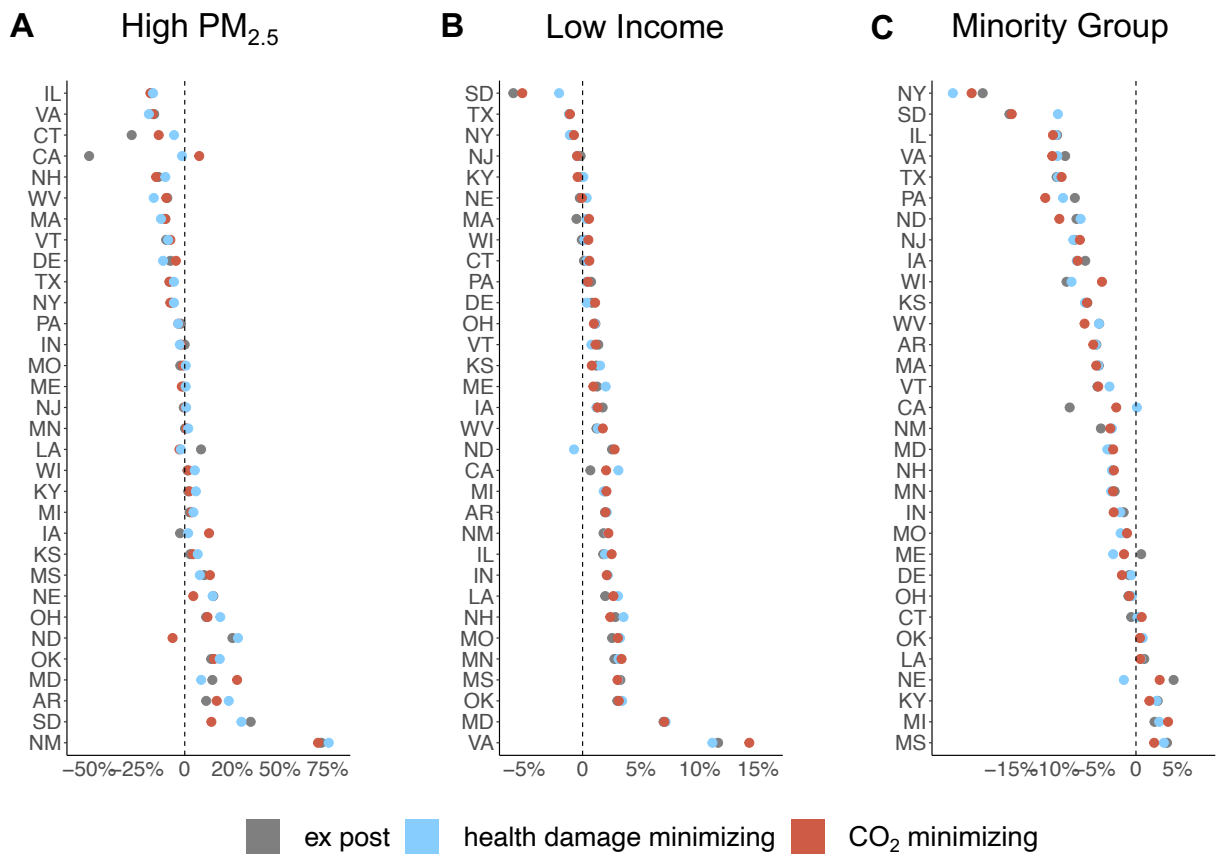 A High PM2.5
IL
VA
CT
CA
NH
WV
MA
VT
DE
TX
NY
PA
IN
MO
ME
NJ
MN
LA
WI
KY
MI
IA
KS
MS
NE
OH
ND
OK
MD
AR
SD
NM
−50% −25% 0 20% 50% 75%
B Low Income
SD
TX
NY
NJ
KY
NE
MA
WI
CT
PA
DE
OH
VT
KS
ME
IA
WV
ND
CA
MI
AR
NM
IL
IN
LA
NH
MO
MN
MS
OK
MD
VA
−5% 0 5% 10% 15%
C Minority Group
NY
SD
IL
VA
TX
PA
ND
NJ
IA
WI
KS
WV
AR
MA
VT
CA
NM
MD
NH
MN
IN
MO
ME
DE
OH
CT
OK
LA
NE
KY
MI
MS
−15% −10% −5% 0 5%
ex post health damage minimizing CO2 minimizing